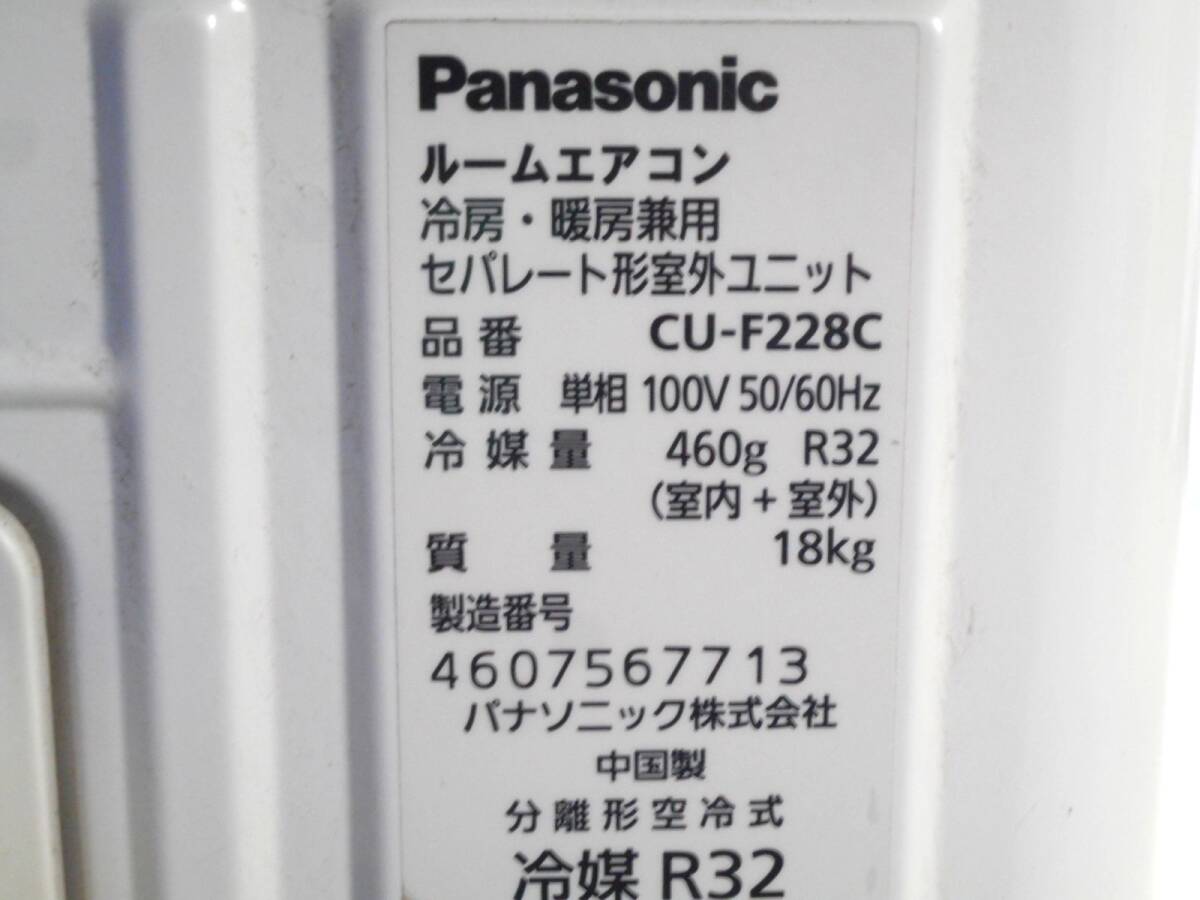 Panasonic
ルームエアコン
冷房・暖房兼用
セパレート形室外ユニット
品番 CU-F228C
電源 単相 100V 50/60Hz
冷媒量 460g R32
(室内+室外)
質量 18kg
製造番号
4607567713
パナソニック株式会社
中国製
分離形空冷式
冷媒 R32